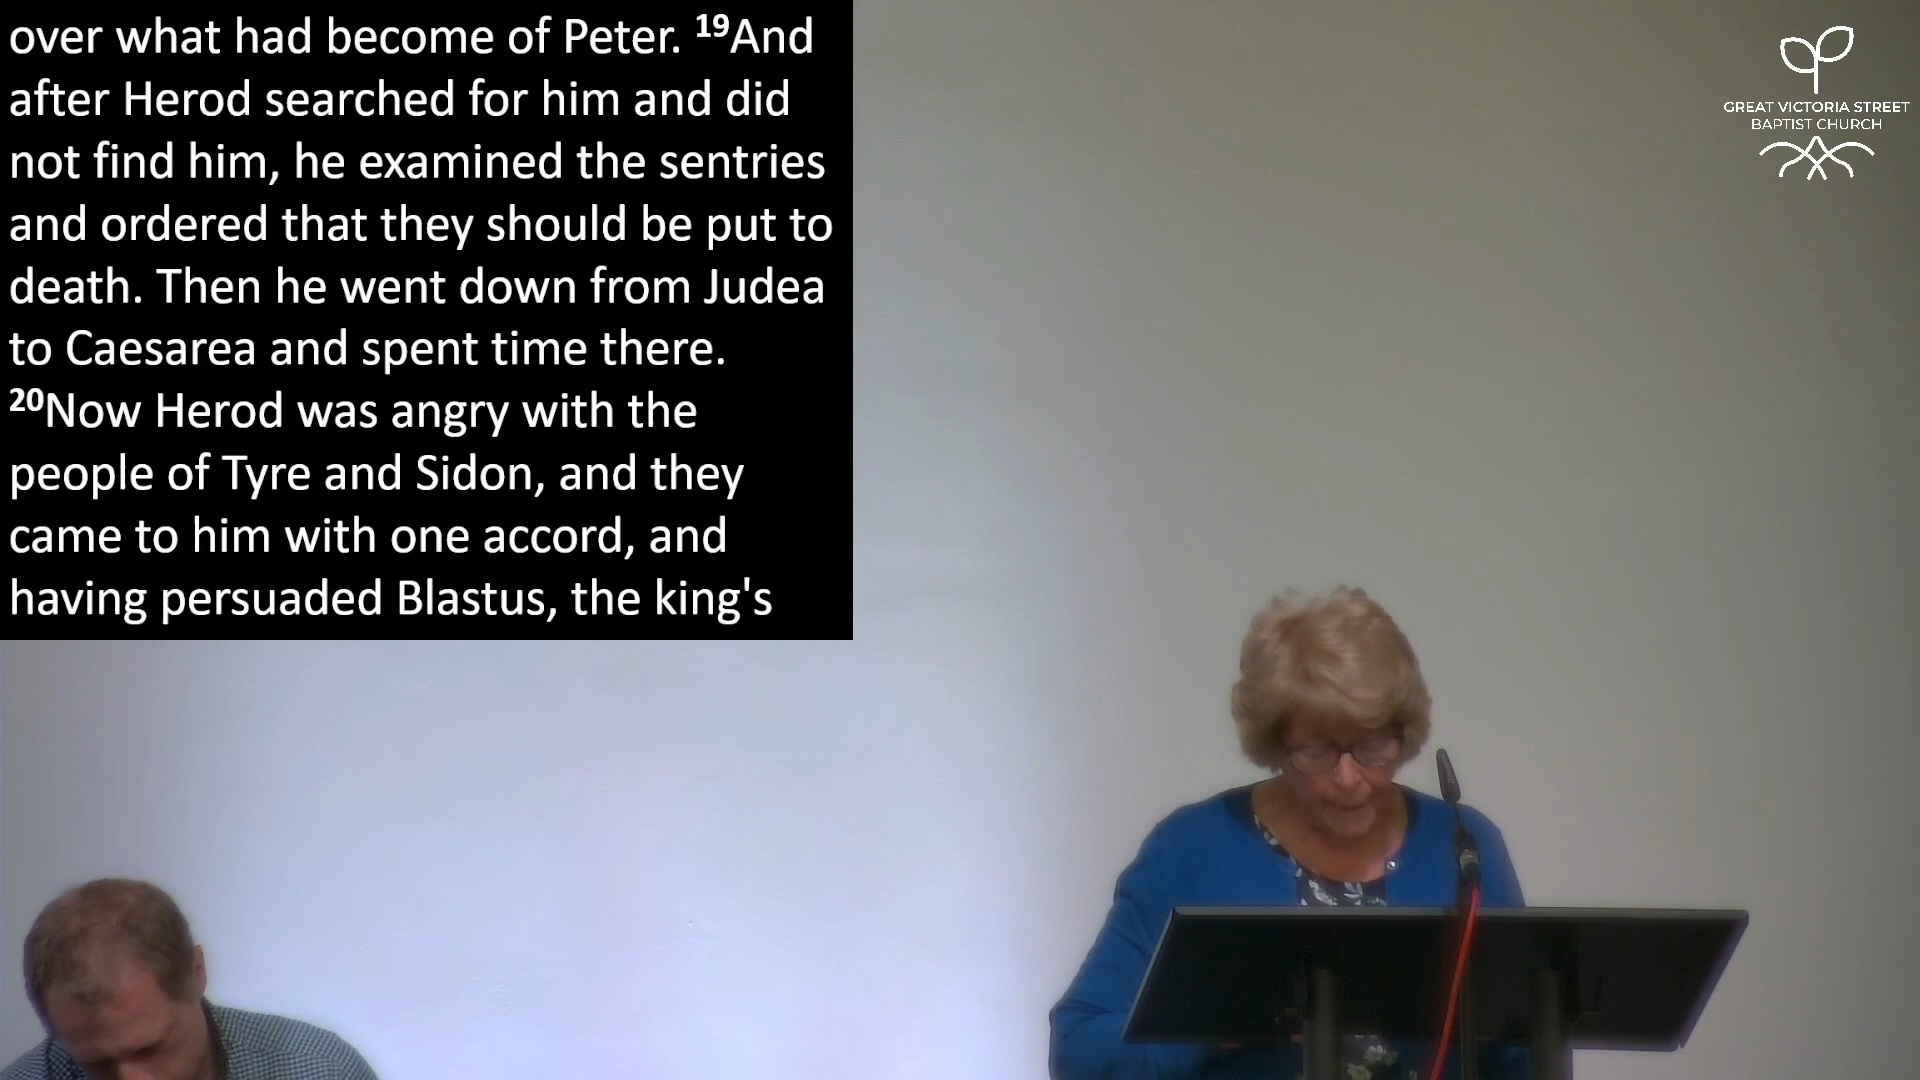 over what had become of Peter. 19And
after Herod searched for him and did
not find him, he examined the sentries
and ordered that they should be put to
death. Then he went down from Judea
to Caesarea and spent time there.
20Now Herod was angry with the
people of Tyre and Sidon, and they
came to him with one accord, and
having persuaded Blastus, the king's
GREAT VICTORIA STREET
BAPTIST CHURCH